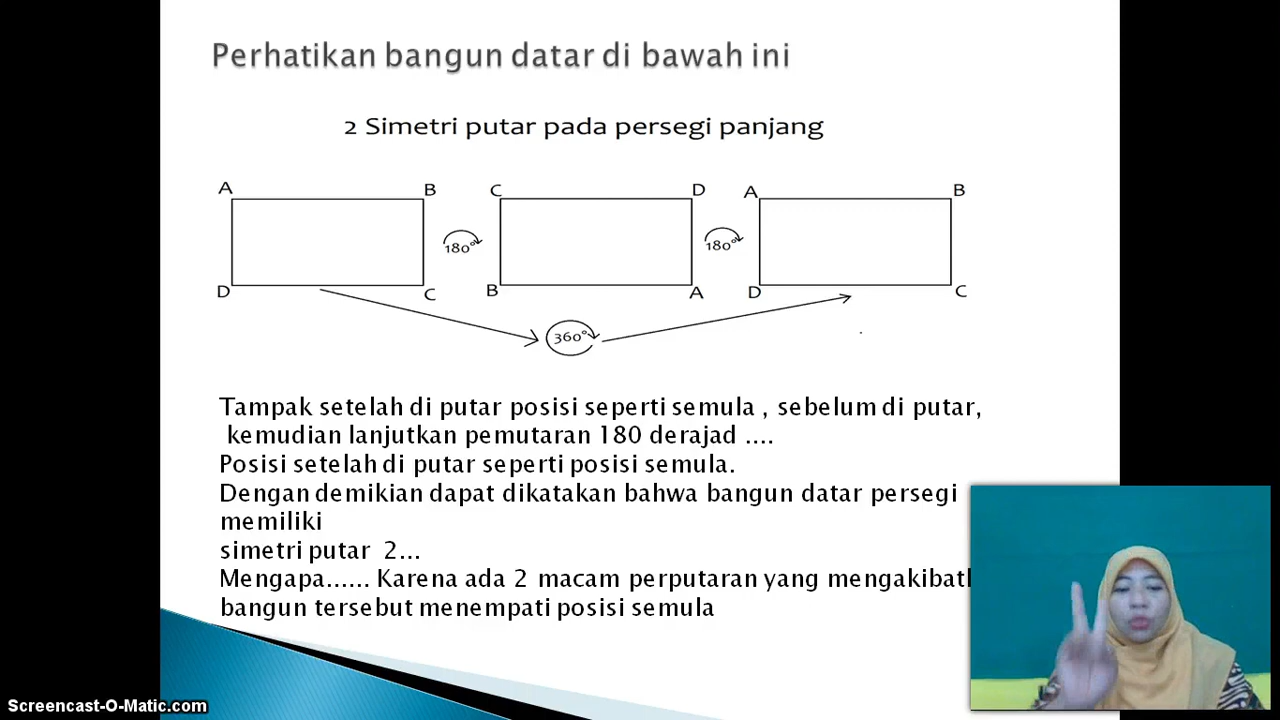 Perhatikan bangun datar di bawah ini
2 Simetri putar pada persegi panjang
A B C D A B
180° 180°
D C B A D C
360°
Tampak setelah di putar posisi seperti semula , sebelum di putar,
kemudian lanjutkan pemutaran 180 derajad ....
Posisi setelah di putar seperti posisi semula.
Dengan demikian dapat dikatakan bahwa bangun datar persegi
memiliki
simetri putar 2...
Mengapa...... Karena ada 2 macam perputaran yang
bangun tersebut menempati posisi semula
Screencast-O-Matic.com